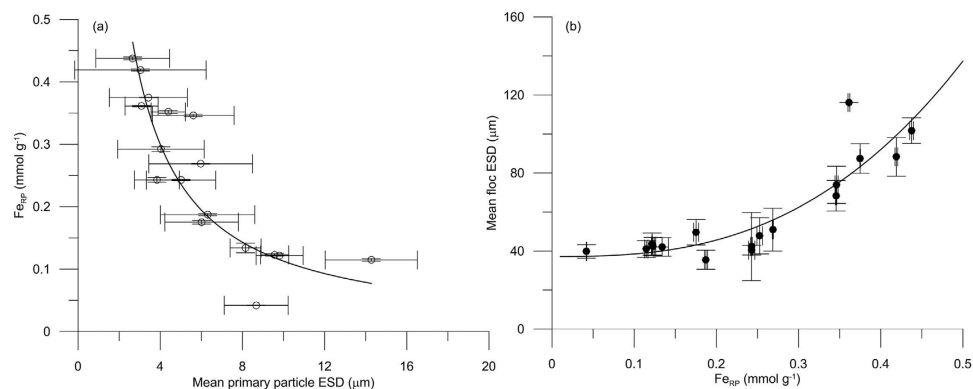 (a)
0.5
0.4
0.3
0.2
0.1
0
Fe_RP (mmol g⁻¹)
0 4 8 12 16 20
Mean primary particle ESD (μm)
(b)
160
120
80
40
0
Mean floc ESD (μm)
0 0.1 0.2 0.3 0.4 0.5
Fe_RP (mmol g⁻¹)